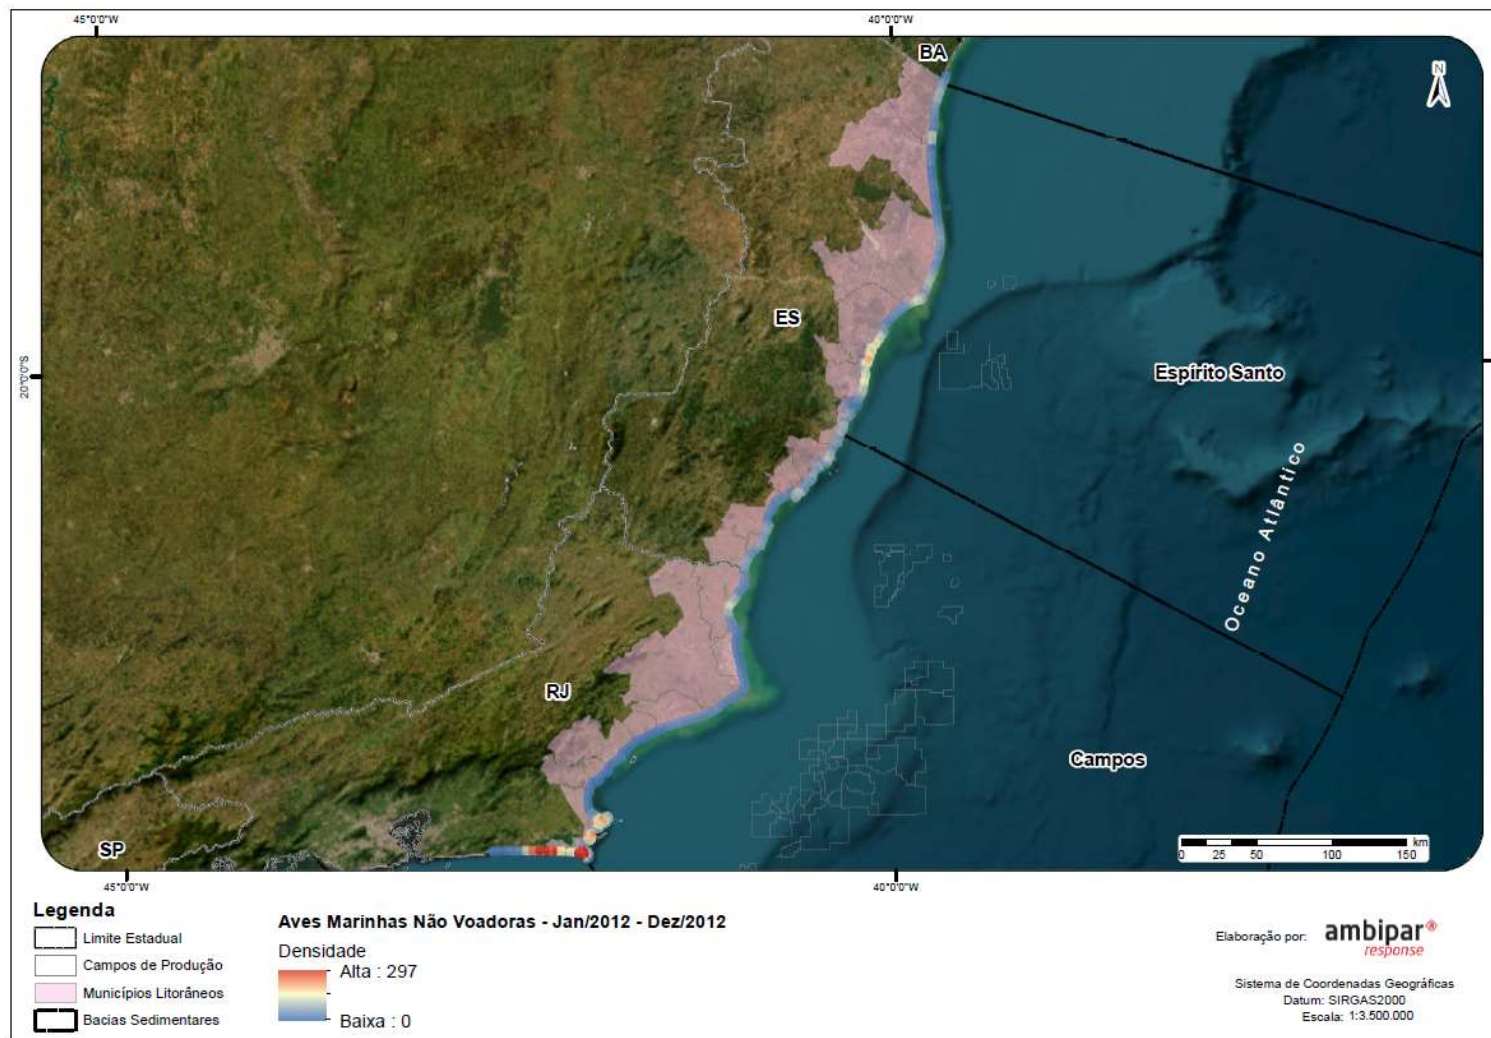 45°0'0"W
40°0'0"W
BA
N
ES
20°0'0"S
Espírito Santo
Oceano Atlântico
RJ
Campos
SP
km
0 25 50 100 150
45°0'0"W
40°0'0"W
Legenda
Limite Estadual
Campos de Produção
Municípios Litorâneos
Bacias Sedimentares
Aves Marinhas Não Voadoras - Jan/2012 - Dez/2012
Densidade
Alta : 297
Baixa : 0
Elaboração por:
ambipar®
response
Sistema de Coordenadas Geográficas
Datum: SIRGAS2000
Escala: 1:3.500.000